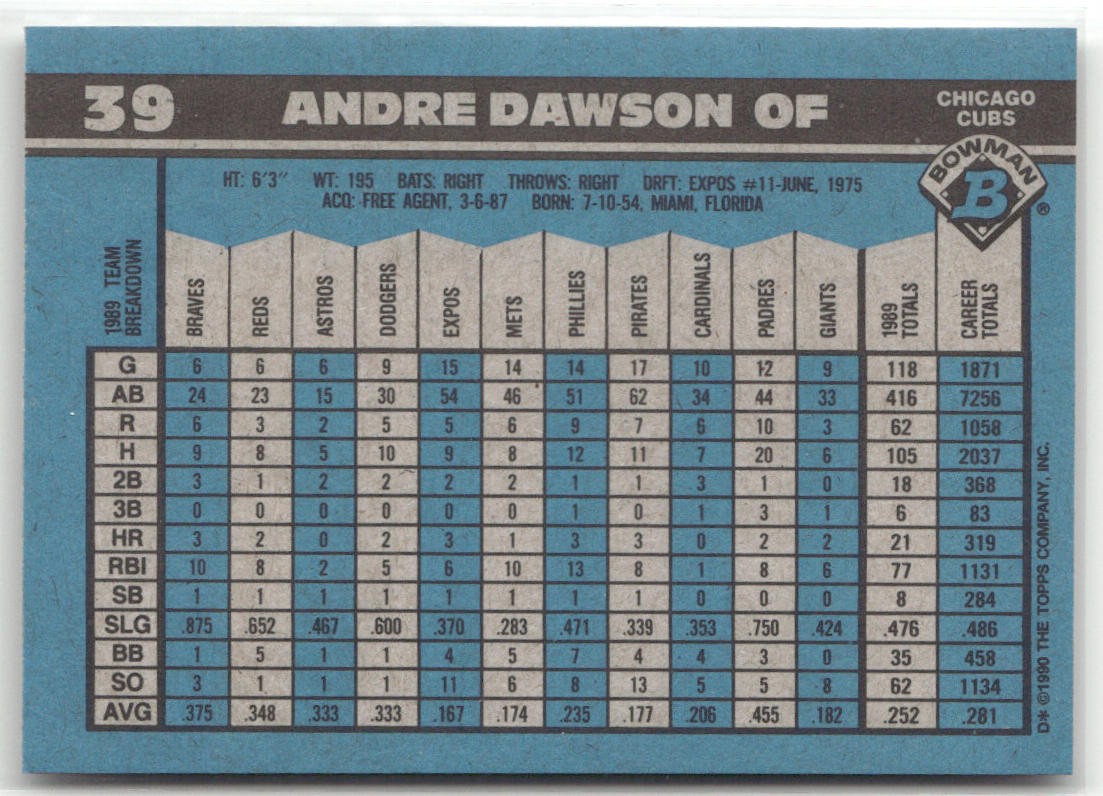 39 ANDRE DAWSON OF CHICAGO CUBS
BOWMAN
B
®
HT: 6'3" WT: 195 BATS: RIGHT THROWS: RIGHT DRFT: EXPOS #11-JUNE, 1975
ACQ: FREE AGENT, 3-6-87 BORN: 7-10-54, MIAMI, FLORIDA
1989 TEAM BREAKDOWN BRAVES REDS ASTROS DODGERS EXPOS METS PHILLIES PIRATES CARDINALS PADRES GIANTS 1989 TOTALS CAREER TOTALS
G 6 6 6 9 15 14 14 17 10 12 9 118 1871
AB 24 23 15 30 54 46 51 62 34 44 33 416 7256
R 6 3 2 5 5 6 9 7 6 10 3 62 1058
H 9 8 5 10 9 8 12 11 7 20 6 105 2037
2B 3 1 2 2 2 2 1 1 3 1 0 18 368
3B 0 0 0 0 0 0 1 0 1 3 1 6 83
HR 3 2 0 2 3 1 3 3 0 2 2 21 319
RBI 10 8 2 5 6 10 13 8 1 8 6 77 1131
SB 1 1 1 1 1 1 1 1 0 0 0 8 284
SLG .875 .652 .467 .600 .370 .283 .471 .339 .353 .750 .424 .476 .486
BB 1 5 1 1 4 5 7 4 4 3 0 35 458
SO 3 1 1 1 11 6 8 13 5 5 8 62 1134
AVG .375 .348 .333 .333 .167 .174 .235 .177 .206 .455 .182 .252 .281
D* ©1990 THE TOPPS COMPANY, INC.